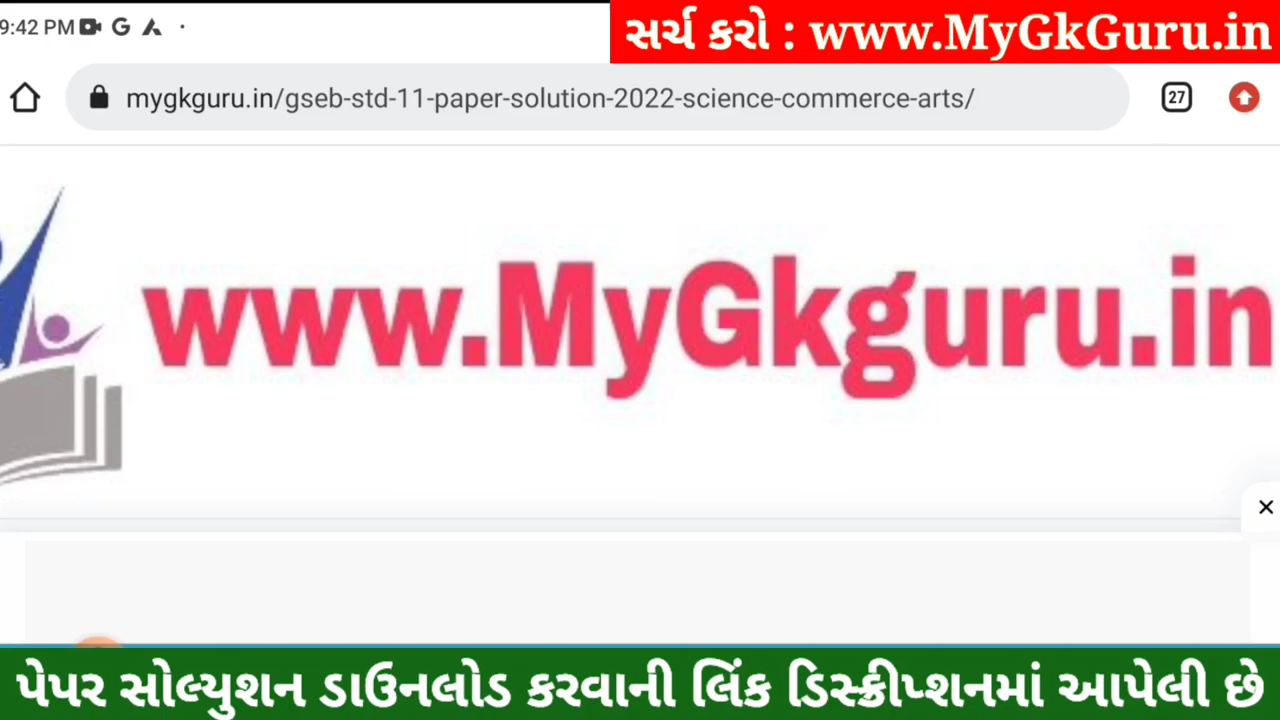 9:42 PM
સર્ચ કરો : www.MyGkGuru.in
mygkguru.in/gseb-std-11-paper-solution-2022-science-commerce-arts/
27
www.MyGkguru.in
પેપર સોલ્યુશન ડાઉનલોડ કરવાની લિંક ડિસ્ક્રીપ્શનમાં આપેલી છે